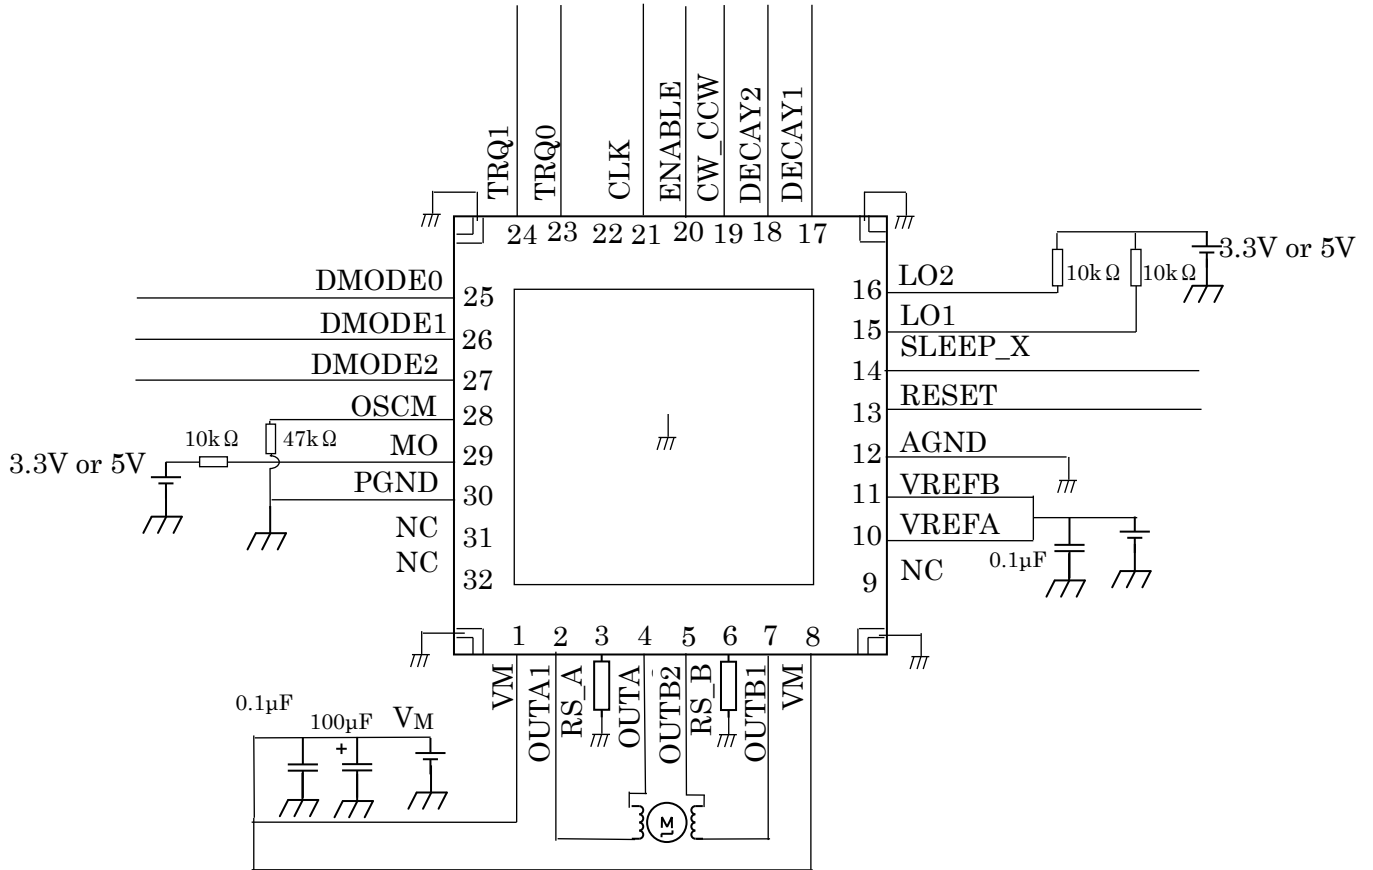 TRQ1
TRQ0
CLK
ENABLE
CW_CCW
DECAY2
DECAY1
24 23 22 21 20 19 18 17
DMODE0 25
DMODE1 26
DMODE2 27
OSCM 28
47kΩ
MO 29
10kΩ
3.3V or 5V
PGND 30
NC 31
NC 32
16 LO2
10kΩ 10kΩ
3.3V or 5V
15 LO1
14 SLEEP_X
13 RESET
12 AGND
11 VREFB
10 VREFA
0.1µF
9 NC
1 2 3 4 5 6 7 8
VM
OUTA1
RS_A
OUTA
OUTB2
RS_B
OUTB1
VM
0.1µF
100µF
+
VM
M